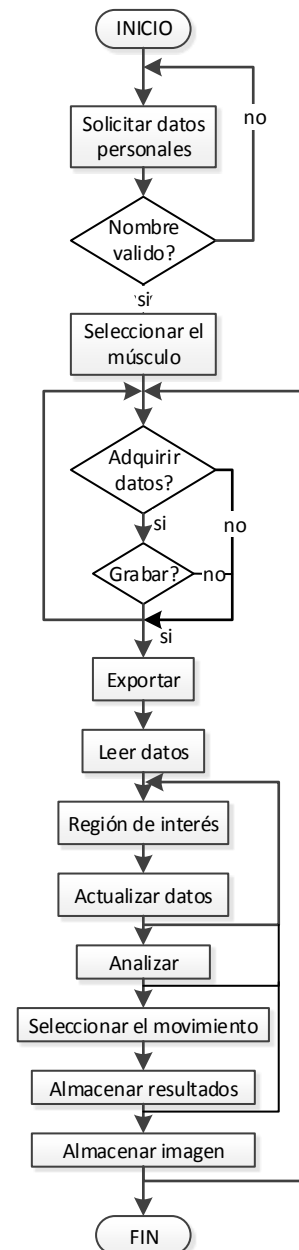 INICIO
no
Solicitar datos
personales
Nombre
valido?
si
Seleccionar el
músculo
Adquirir
datos?
si
no
Grabar?
no
si
Exportar
Leer datos
Región de interés
Actualizar datos
Analizar
Seleccionar el movimiento
Almacenar resultados
Almacenar imagen
FIN